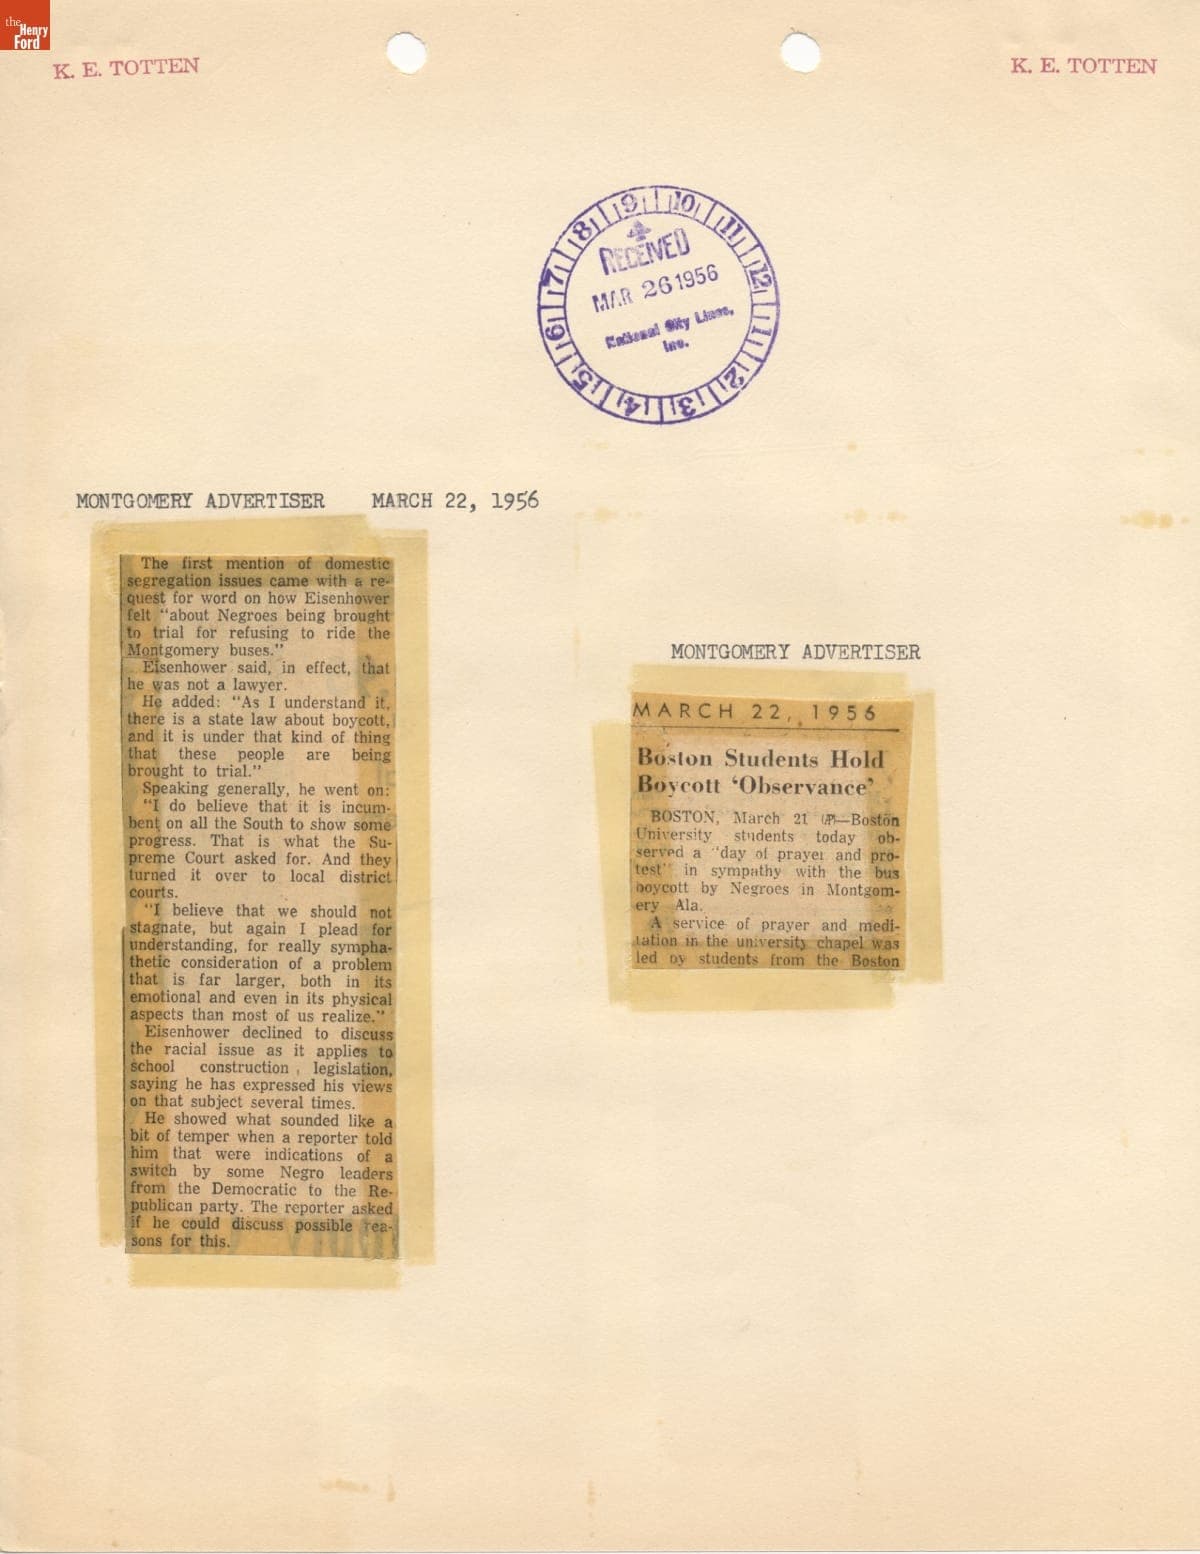 the
Henry
Ford
K. E. TOTTEN
K. E. TOTTEN
9 10 11 12 1 2 3 4 5 6 7 8
RECEIVED
MAR 26 1956
National City Lines,
Inc.
MONTGOMERY ADVERTISER MARCH 22, 1956
The first mention of domestic
segregation issues came with a re-
quest for word on how Eisenhower
felt "about Negroes being brought
to trial for refusing to ride the
Montgomery buses."
Eisenhower said, in effect, that
he was not a lawyer.
He added: "As I understand it,
there is a state law about boycott,
and it is under that kind of thing
that these people are being
brought to trial."
Speaking generally, he went on:
"I do believe that it is incum-
bent on all the South to show some
progress. That is what the Su-
preme Court asked for. And they
turned it over to local district
courts.
"I believe that we should not
stagnate, but again I plead for
understanding, for really sympha-
thetic consideration of a problem
that is far larger, both in its
emotional and even in its physical
aspects than most of us realize."
Eisenhower declined to discuss
the racial issue as it applies to
school construction, legislation,
saying he has expressed his views
on that subject several times.
He showed what sounded like a
bit of temper when a reporter told
him that were indications of a
switch by some Negro leaders
from the Democratic to the Re-
publican party. The reporter asked
if he could discuss possible rea-
sons for this.
MONTGOMERY ADVERTISER
MARCH 22, 1956
Boston Students Hold
Boycott 'Observance'
BOSTON, March 21 (AP)—Boston
University students today ob-
served a "day of prayer and pro-
test" in sympathy with the bus
boycott by Negroes in Montgom-
ery Ala.
A service of prayer and medi-
tation in the university chapel was
led by students from the Boston